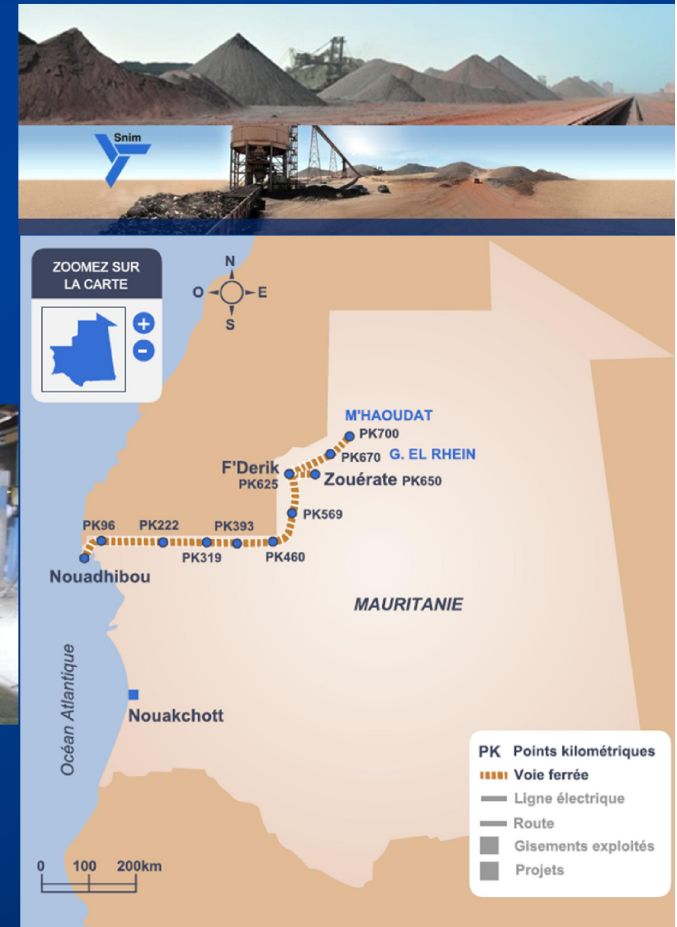 Snim
ZOOMEZ SUR
LA CARTE
N
O E
S
M'HAOUDAT
PK700
PK670 G. EL RHEIN
F'Derik
PK625
Zouérate PK650
PK569
PK96 PK222 PK393
PK319 PK460
Nouadhibou
MAURITANIE
Océan Atlantique
Nouakchott
PK Points kilométriques
Voie ferrée
Ligne électrique
Route
Gisements exploités
Projets
0 100 200km